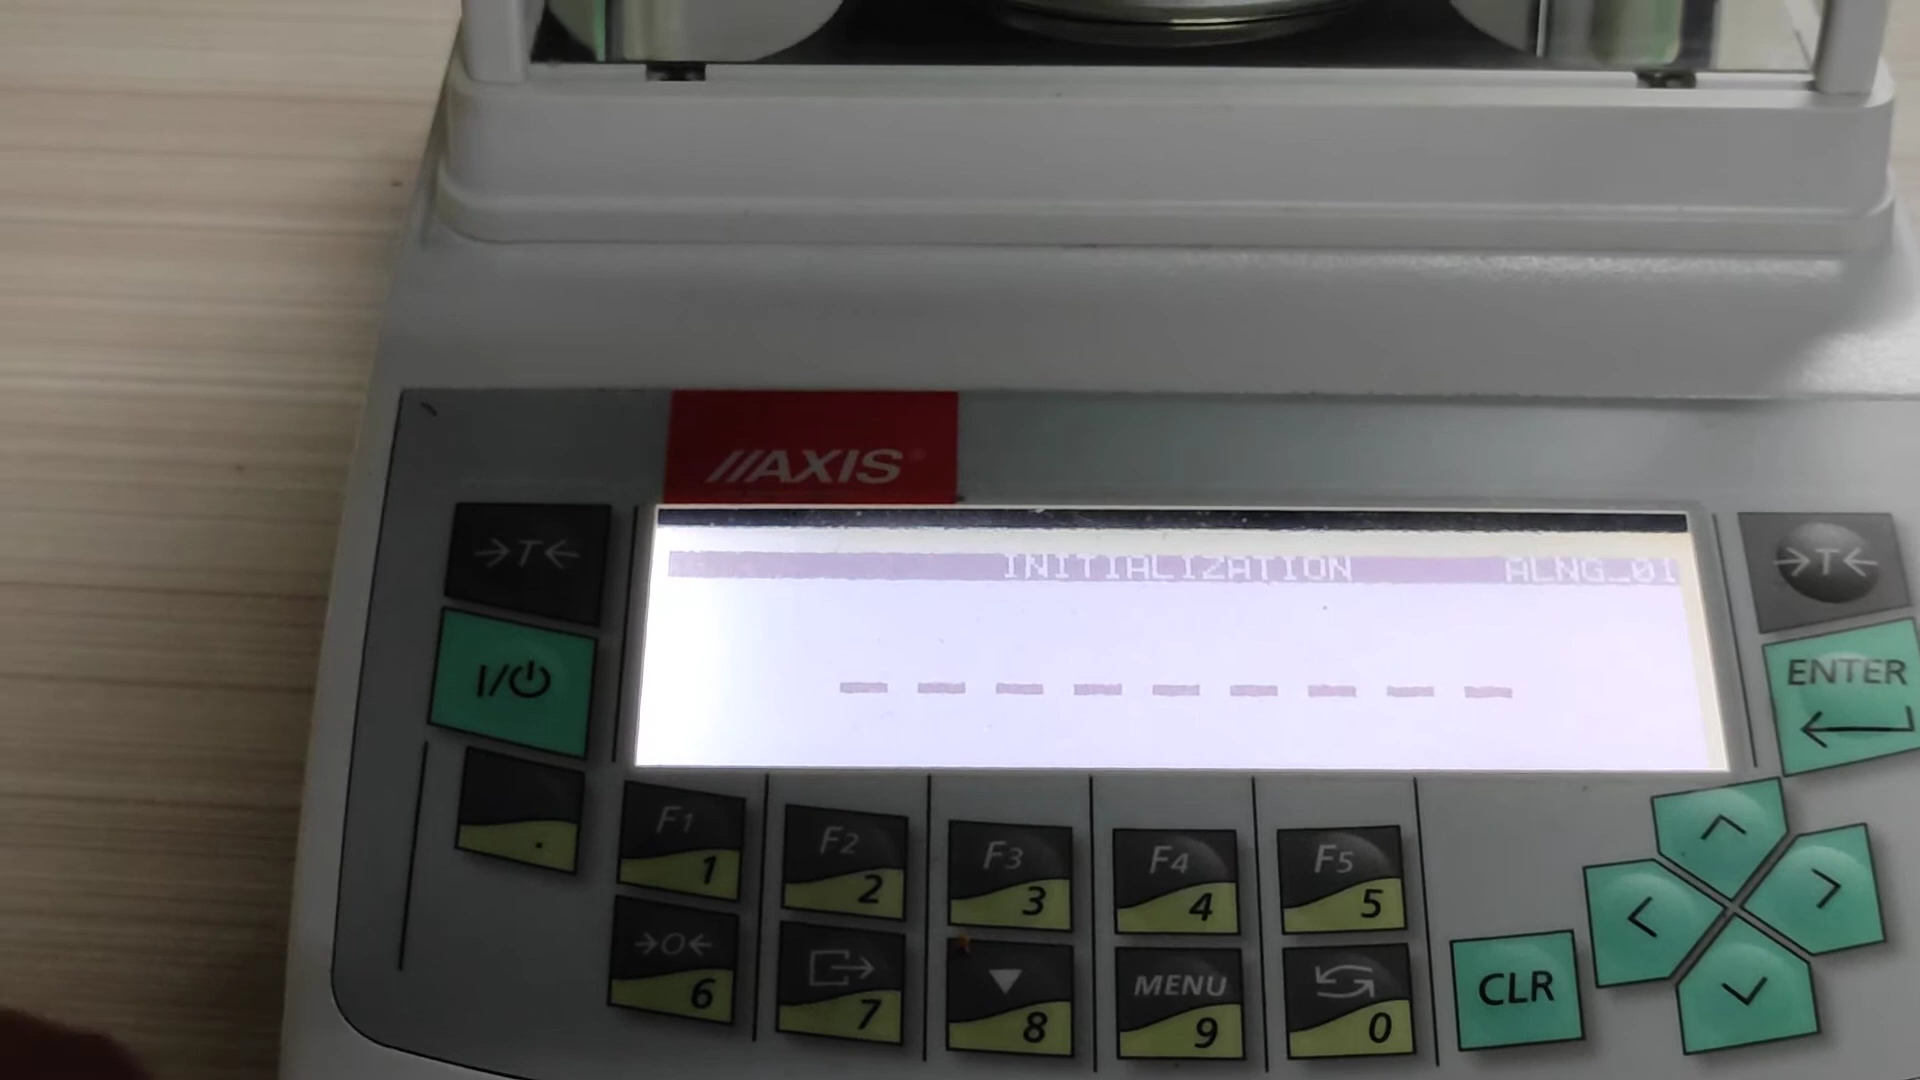 //AXIS®
INITIALIZATION ALNG_01
- - - - - - - - -
→T←
→T←
I/⏻
ENTER
.
F1 1
F2 2
F3 3
F4 4
F5 5
→0← 6
7
8
MENU 9
0
CLR